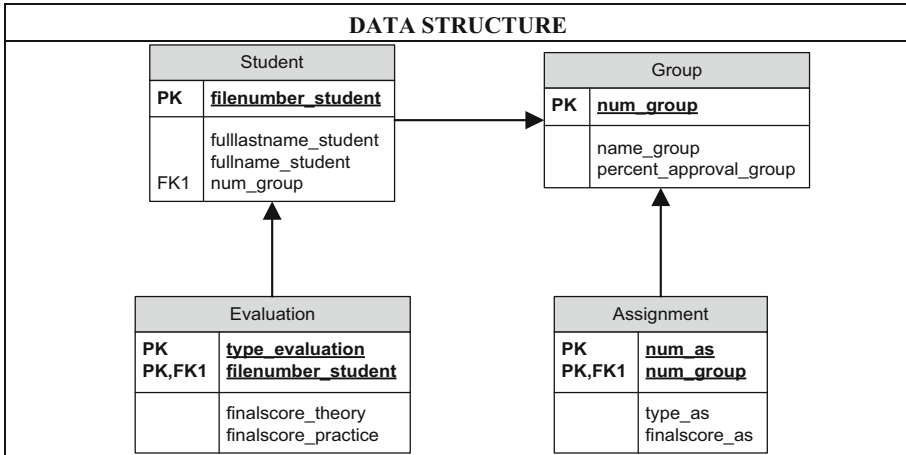 DATA STRUCTURE
Student
PK filenumber_student
fulllastname_student
fullname_student
FK1 num_group
Group
PK num_group
name_group
percent_approval_group
Evaluation
PK type_evaluation
PK,FK1 filenumber_student
finalscore_theory
finalscore_practice
Assignment
PK num_as
PK,FK1 num_group
type_as
finalscore_as